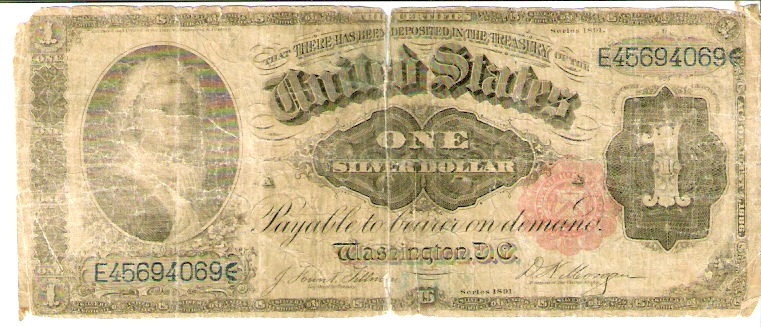 CERTIFIES
Series 1891.
THAT THERE HAS BEEN DEPOSITED IN THE TREASURY OF THE
E45694069
United States
ONE
SILVER DOLLAR
1
Payable to bearer on demand.
Washington, D.C.
E45694069
Series 1891.